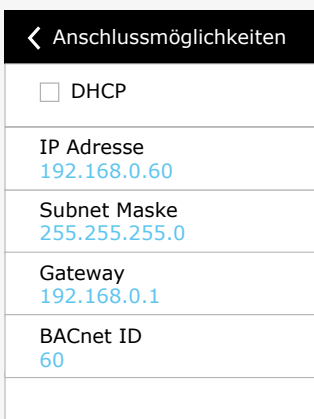 Anschlussmöglichkeiten
DHCP
IP Adresse
192.168.0.60
Subnet Maske
255.255.255.0
Gateway
192.168.0.1
BACnet ID
60